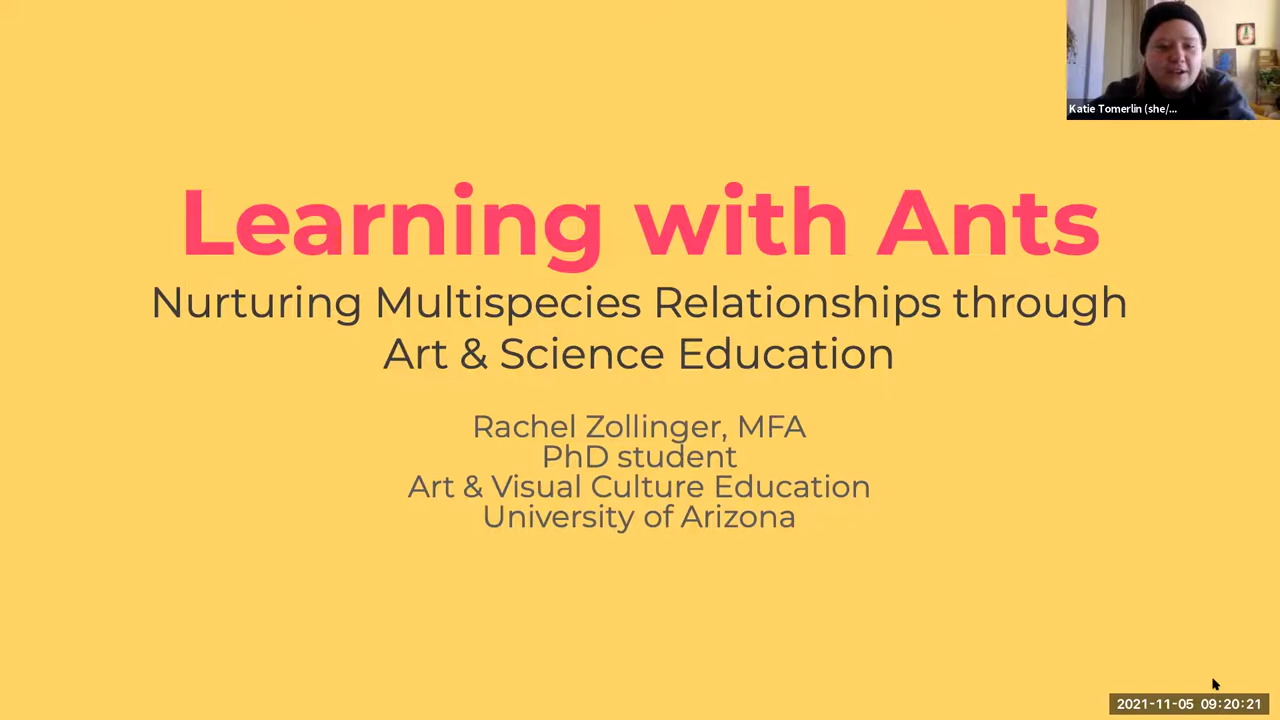 Katie Tomerlin (she/...
Learning with Ants
Nurturing Multispecies Relationships through
Art & Science Education
Rachel Zollinger, MFA
PhD student
Art & Visual Culture Education
University of Arizona
2021-11-05 09:20:21